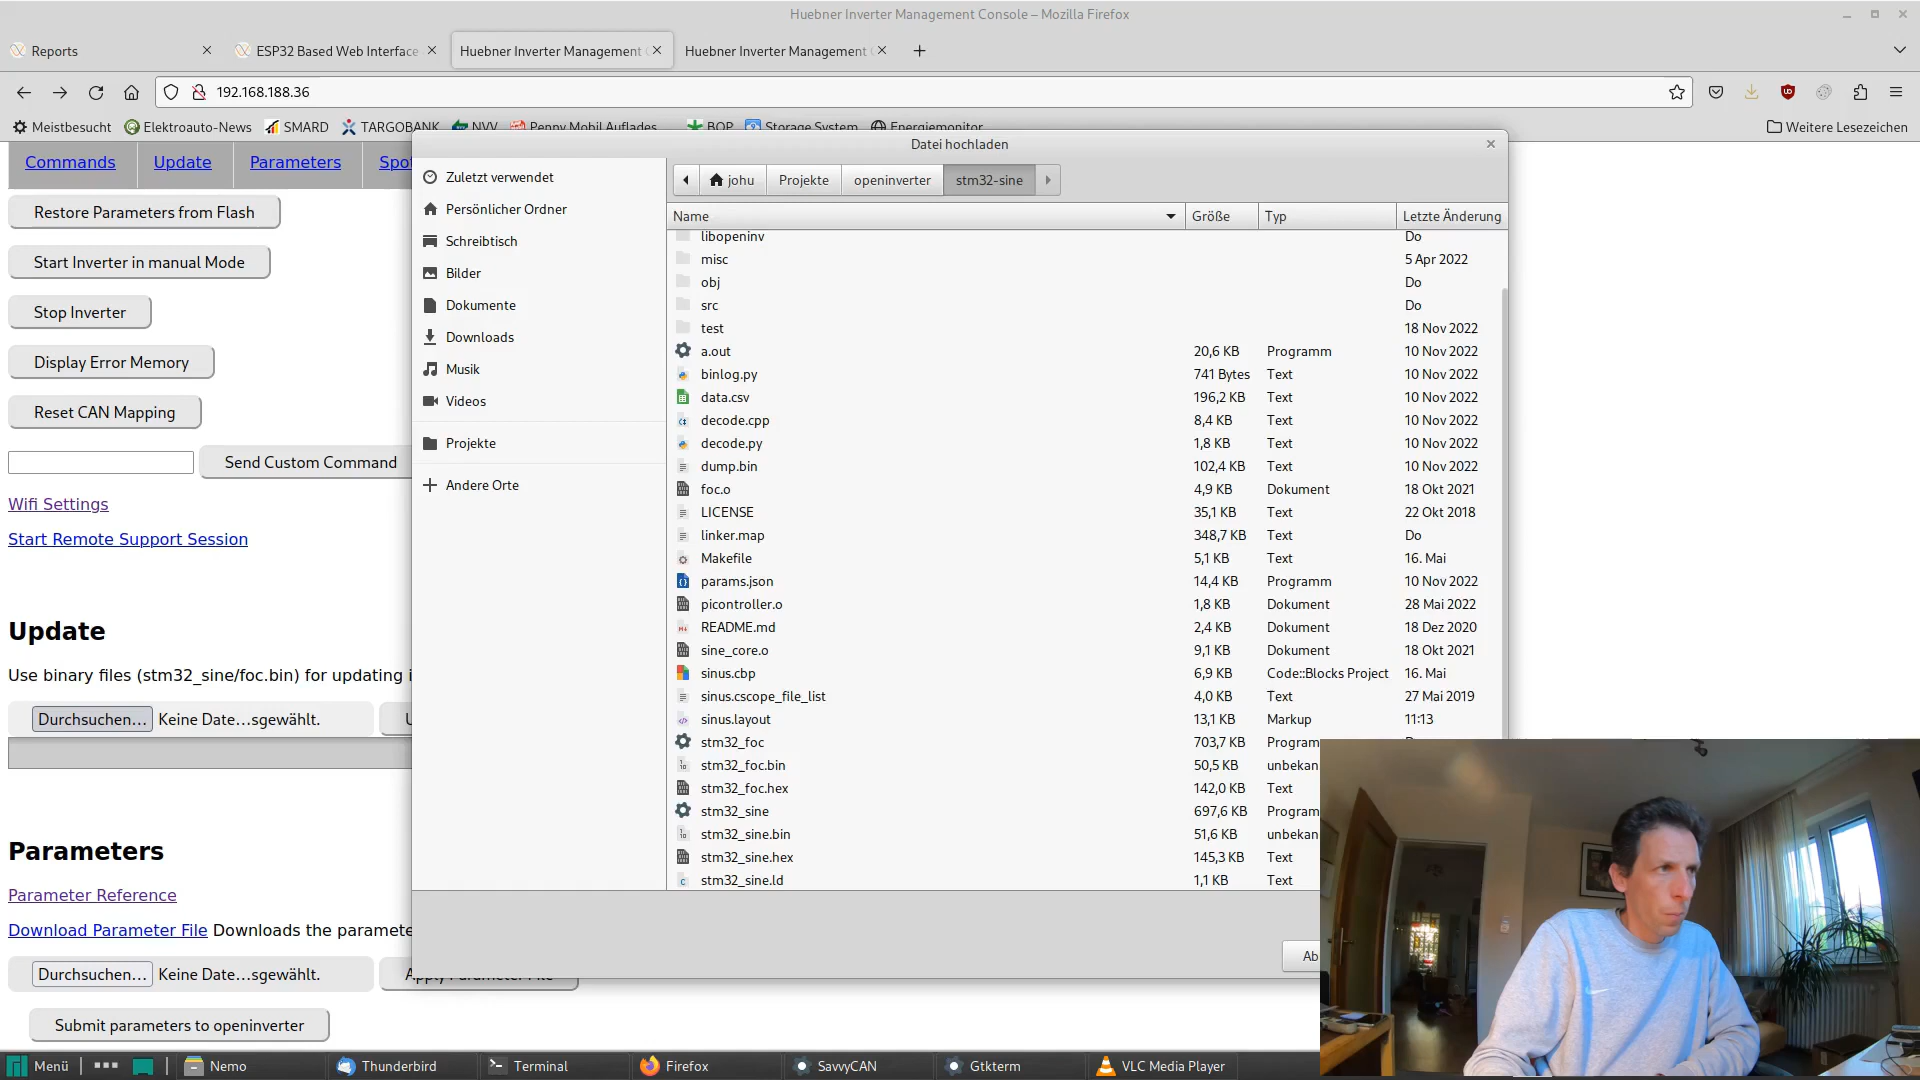 Huebner Inverter Management Console – Mozilla Firefox
Reports
ESP32 Based Web Interface
Huebner Inverter Management
Huebner Inverter Management
192.168.188.36
Meistbesucht
Elektroauto-News
SMARD
TARGOBANK
NVV
Penny Mobil Auflades
BOP
Storage System
Energiemonitor
Weitere Lesezeichen
Commands
Update
Parameters
Spot
Restore Parameters from Flash
Start Inverter in manual Mode
Stop Inverter
Display Error Memory
Reset CAN Mapping
Send Custom Command
Wifi Settings
Start Remote Support Session
Update
Use binary files (stm32_sine/foc.bin) for updating i
Durchsuchen… Keine Date…sgewählt.
U
Parameters
Parameter Reference
Download Parameter File Downloads the paramete
Durchsuchen… Keine Date…sgewählt.
Apply Parameter File
Submit parameters to openinverter
Datei hochladen
Zuletzt verwendet
Persönlicher Ordner
Schreibtisch
Bilder
Dokumente
Downloads
Musik
Videos
Projekte
Andere Orte
johu
Projekte
openinverter
stm32-sine
Name Größe Typ Letzte Änderung
libopeninv Do
misc 5 Apr 2022
obj Do
src Do
test 18 Nov 2022
a.out 20,6 KB Programm 10 Nov 2022
binlog.py 741 Bytes Text 10 Nov 2022
data.csv 196,2 KB Text 10 Nov 2022
decode.cpp 8,4 KB Text 10 Nov 2022
decode.py 1,8 KB Text 10 Nov 2022
dump.bin 102,4 KB Text 10 Nov 2022
foc.o 4,9 KB Dokument 18 Okt 2021
LICENSE 35,1 KB Text 22 Okt 2018
linker.map 348,7 KB Text Do
Makefile 5,1 KB Text 16. Mai
params.json 14,4 KB Programm 10 Nov 2022
picontroller.o 1,8 KB Dokument 28 Mai 2022
README.md 2,4 KB Dokument 18 Dez 2020
sine_core.o 9,1 KB Dokument 18 Okt 2021
sinus.cbp 6,9 KB Code::Blocks Project 16. Mai
sinus.cscope_file_list 4,0 KB Text 27 Mai 2019
sinus.layout 13,1 KB Markup 11:13
stm32_foc 703,7 KB Program
stm32_foc.bin 50,5 KB unbekan
stm32_foc.hex 142,0 KB Text
stm32_sine 697,6 KB Program
stm32_sine.bin 51,6 KB unbekan
stm32_sine.hex 145,3 KB Text
stm32_sine.ld 1,1 KB Text
Ab
Menü
Nemo
Thunderbird
Terminal
Firefox
SavvyCAN
Gtkterm
VLC Media Player